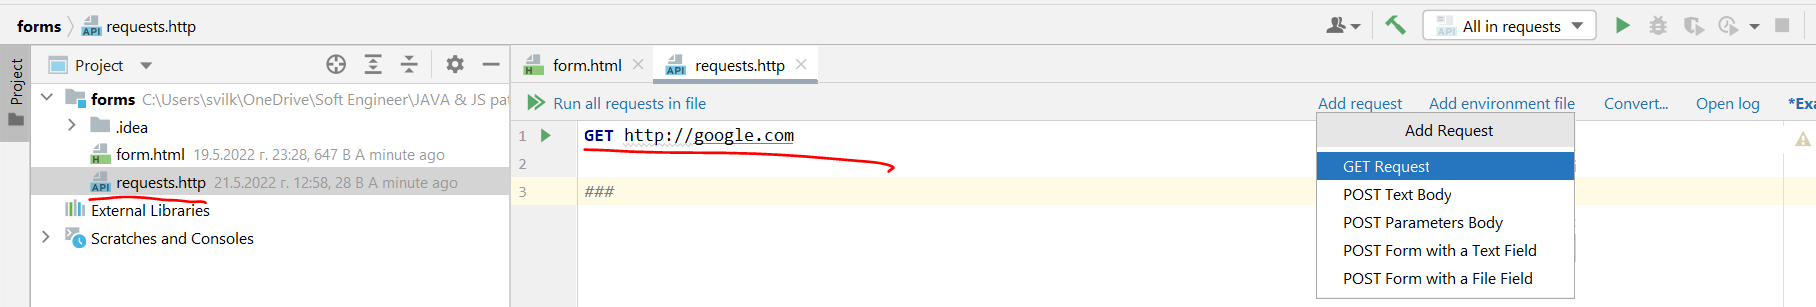 forms requests.http All in requests
Project
Project
form.html requests.http
forms C:\Users\svilk\OneDrive\Soft Engineer\JAVA & JS pat
Run all requests in file Add request Add environment file Convert... Open log *Exa
.idea
form.html 19.5.2022 г. 23:28, 647 B A minute ago
requests.http 21.5.2022 г. 12:58, 28 B A minute ago
External Libraries
Scratches and Consoles
1 GET http://google.com
2
3 ###
Add Request
GET Request
POST Text Body
POST Parameters Body
POST Form with a Text Field
POST Form with a File Field